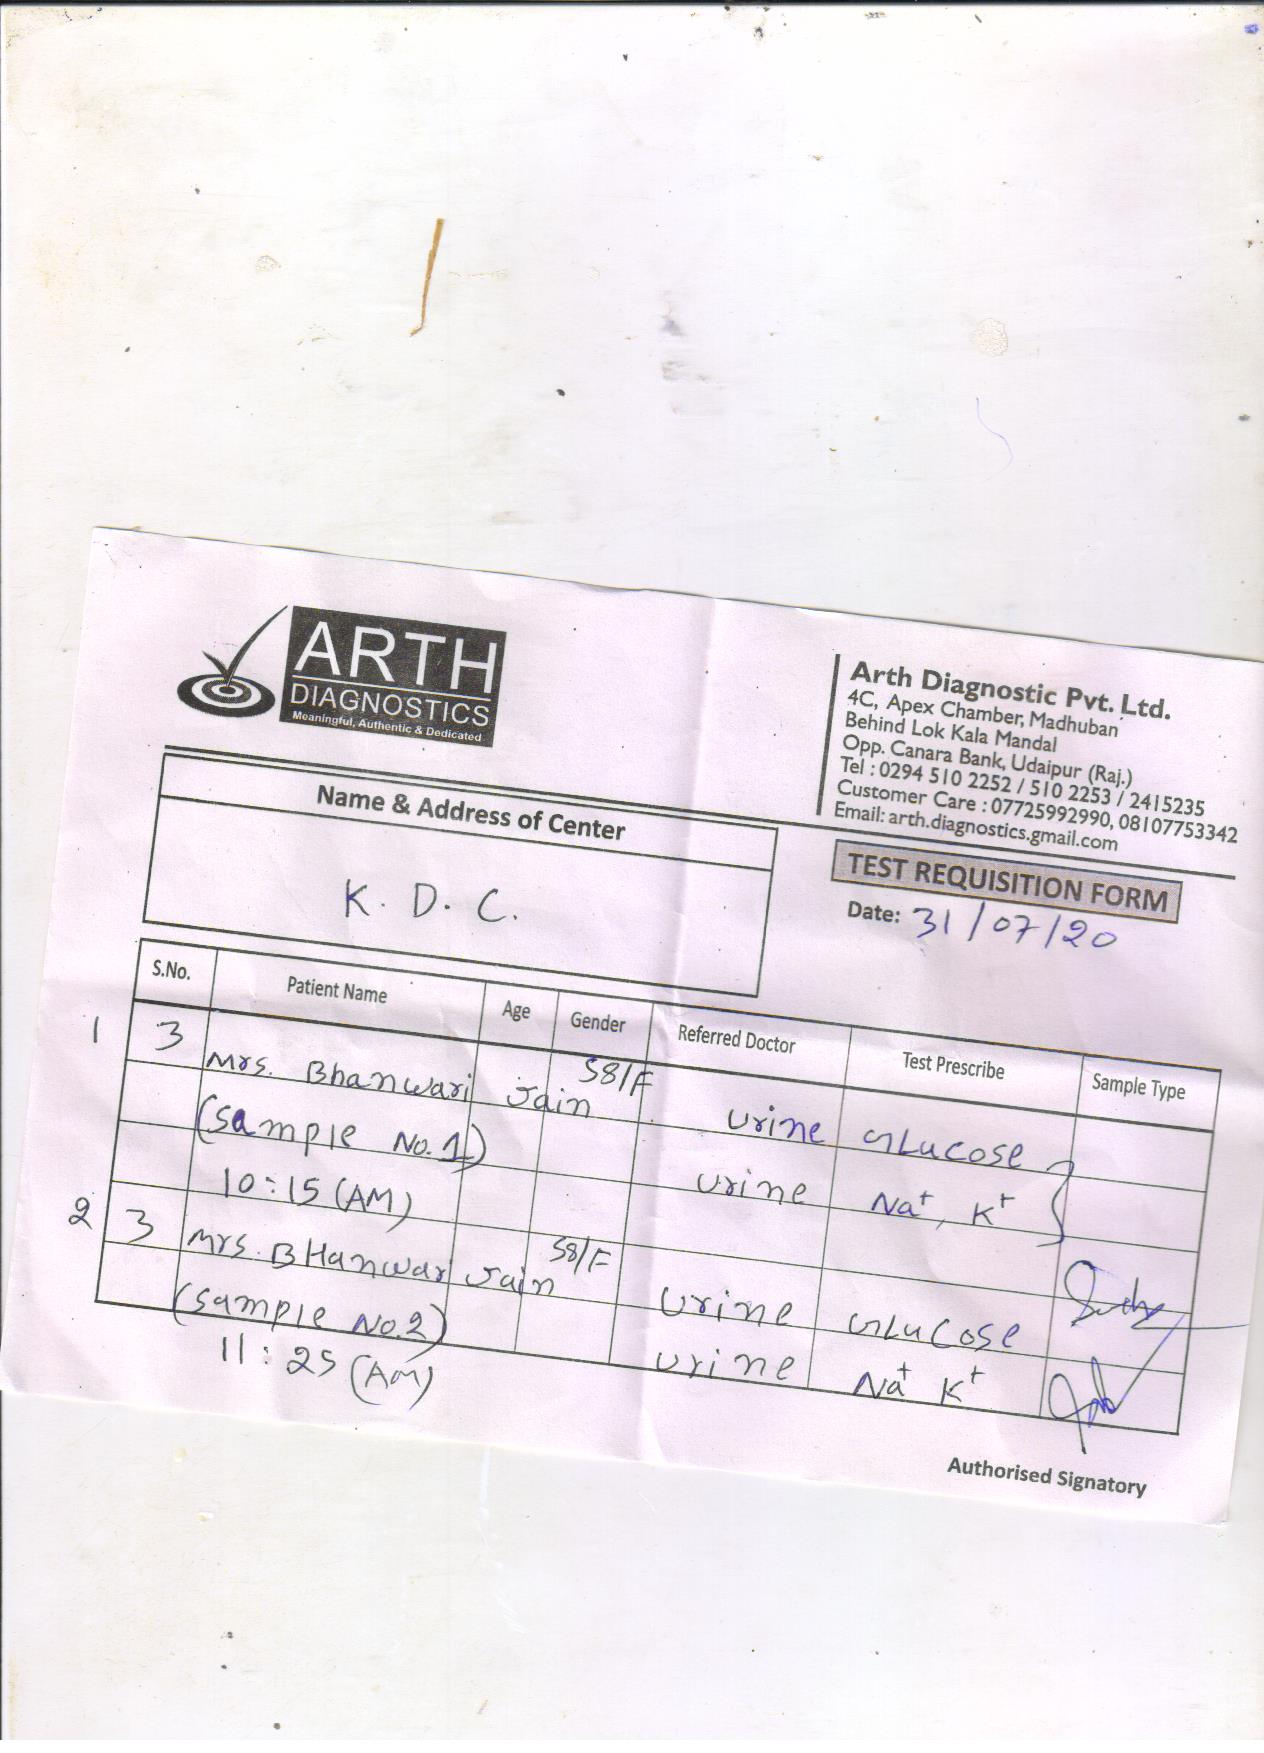 ARTH
DIAGNOSTICS
Meaningful, Authentic & Dedicated
Arth Diagnostic Pvt. Ltd.
4C, Apex Chamber, Madhuban
Behind Lok Kala Mandal
Opp. Canara Bank, Udaipur (Raj.)
Tel : 0294 510 2252 / 510 2253 / 2415235
Customer Care : 07725992990, 08107753342
Email: arth.diagnostics.gmail.com
Name & Address of Center
K. D. C.
TEST REQUISITION FORM
Date: 31/07/20
S.No. Patient Name Age Gender Referred Doctor Test Prescribe Sample Type
1 3 Mrs. Bhanwari Jain 58/F urine GLucose
(Sample No. 1) urine Na+, K+
10:15 (AM)
2 3 Mrs. BHanwari Jain 58/F urine GLuCose
(Sample No. 2) urine Na+ K+
11:25 (AM)
Authorised Signatory